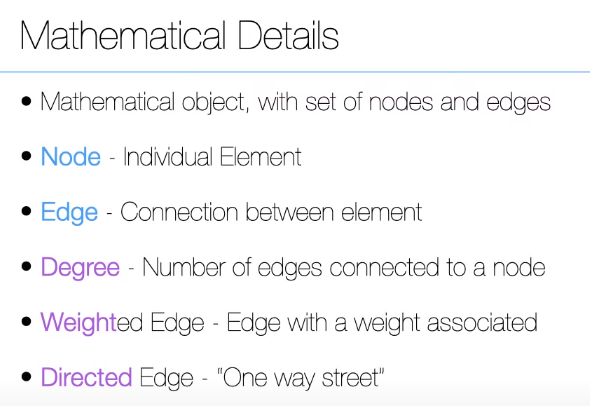 Mathematical Details
• Mathematical object, with set of nodes and edges
• Node - Individual Element
• Edge - Connection between element
• Degree - Number of edges connected to a node
• Weighted Edge - Edge with a weight associated
• Directed Edge - "One way street"